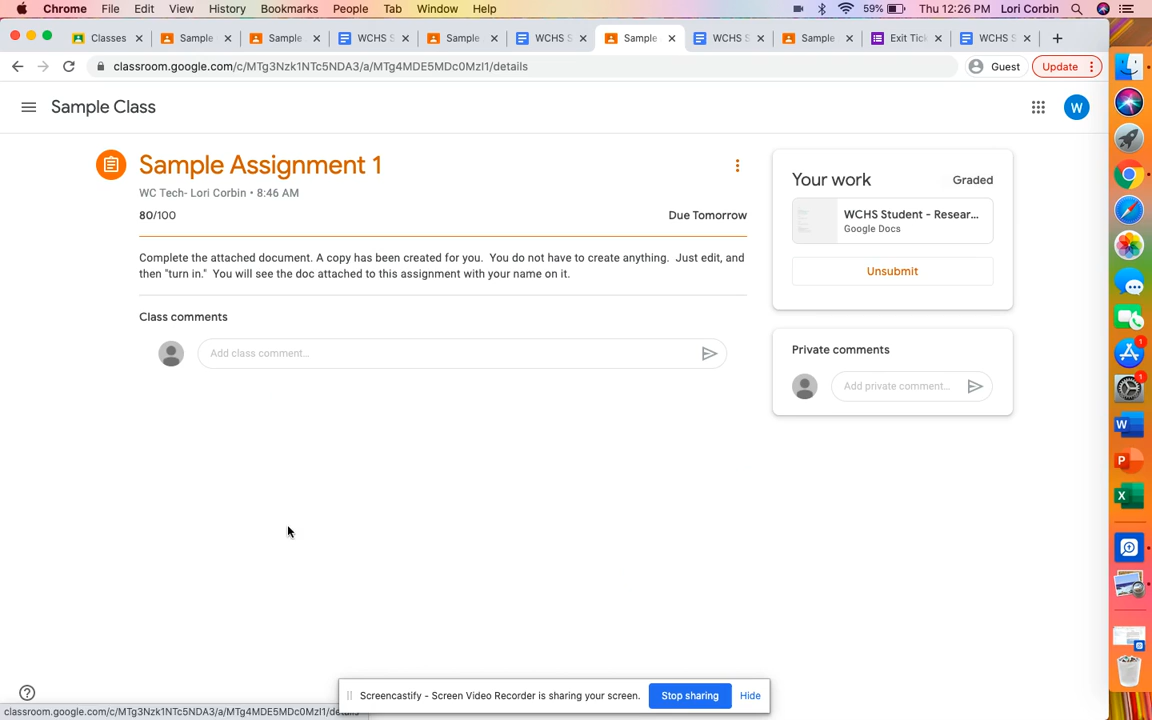 Chrome File Edit View History Bookmarks People Tab Window Help 59% Thu 12:26 PM Lori Corbin
Classes Sample Sample WCHS S Sample WCHS S Sample WCHS S Sample Exit Tick WCHS S
classroom.google.com/c/MTg3Nzk1NTc5NDA3/a/MTg4MDE5MDc0MzI1/details Guest Update
Sample Class W
Sample Assignment 1
WC Tech- Lori Corbin • 8:46 AM
80/100 Due Tomorrow
Complete the attached document. A copy has been created for you. You do not have to create anything. Just edit, and
then "turn in." You will see the doc attached to this assignment with your name on it.
Class comments
Add class comment...
Your work Graded
WCHS Student - Resear...
Google Docs
Unsubmit
Private comments
Add private comment...
1
1
W
P
X
Screencastify - Screen Video Recorder is sharing your screen. Stop sharing Hide
classroom.google.com/c/MTg3Nzk1NTc5NDA3/a/MTg4MDE5MDc0MzI1/details